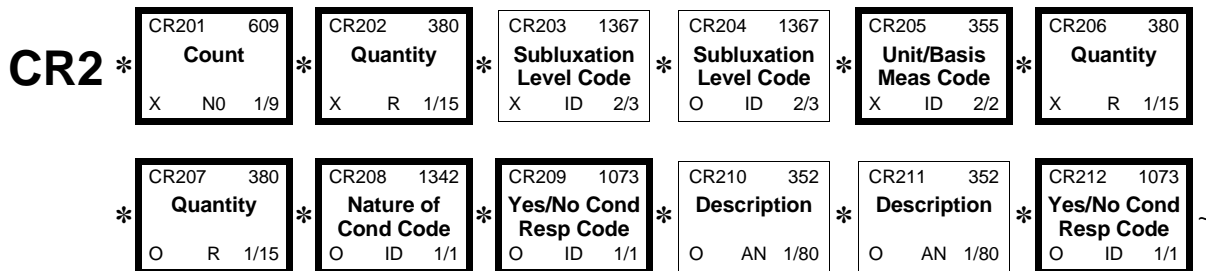 CR201 609 CR202 380 CR203 1367 CR204 1367 CR205 355 CR206 380
CR2 * Count * Quantity * Subluxation Level Code * Subluxation Level Code * Unit/Basis Meas Code * Quantity
X N0 1/9 X R 1/15 X ID 2/3 O ID 2/3 X ID 2/2 X R 1/15
CR207 380 CR208 1342 CR209 1073 CR210 352 CR211 352 CR212 1073
* Quantity * Nature of Cond Code * Yes/No Cond Resp Code * Description * Description * Yes/No Cond Resp Code ~
O R 1/15 O ID 1/1 O ID 1/1 O AN 1/80 O AN 1/80 O ID 1/1